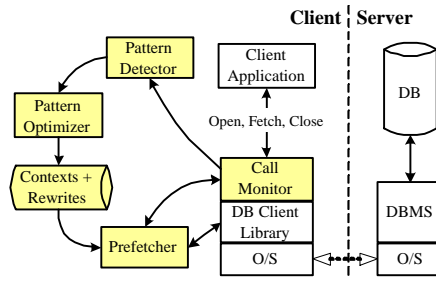 Client Server
Pattern
Detector
Client
Application
DB
Pattern
Optimizer
Open, Fetch, Close
Contexts +
Rewrites
Call
Monitor
DB Client
Library
DBMS
Prefetcher
O/S
O/S